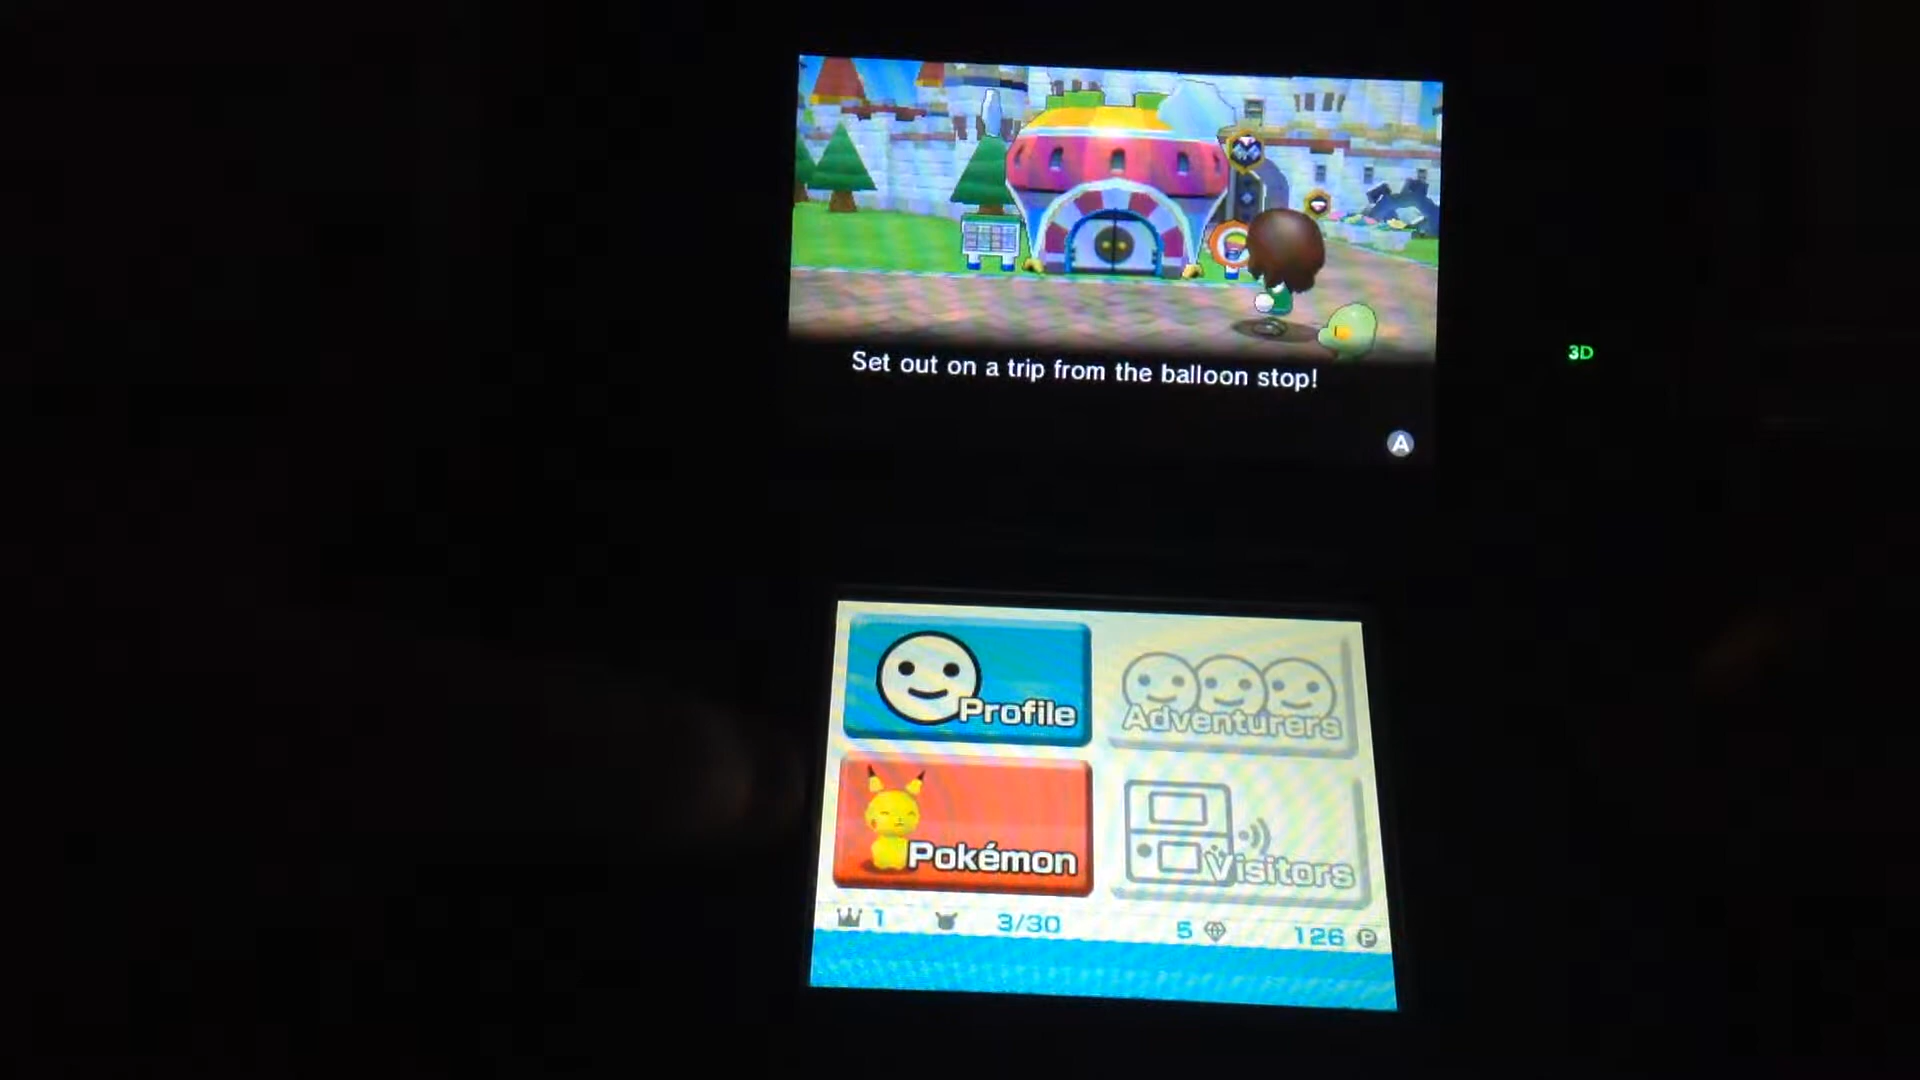 Set out on a trip from the balloon stop!
A
3D
Profile
Adventurers
Pokémon
Visitors
1 3/30 5 126 P